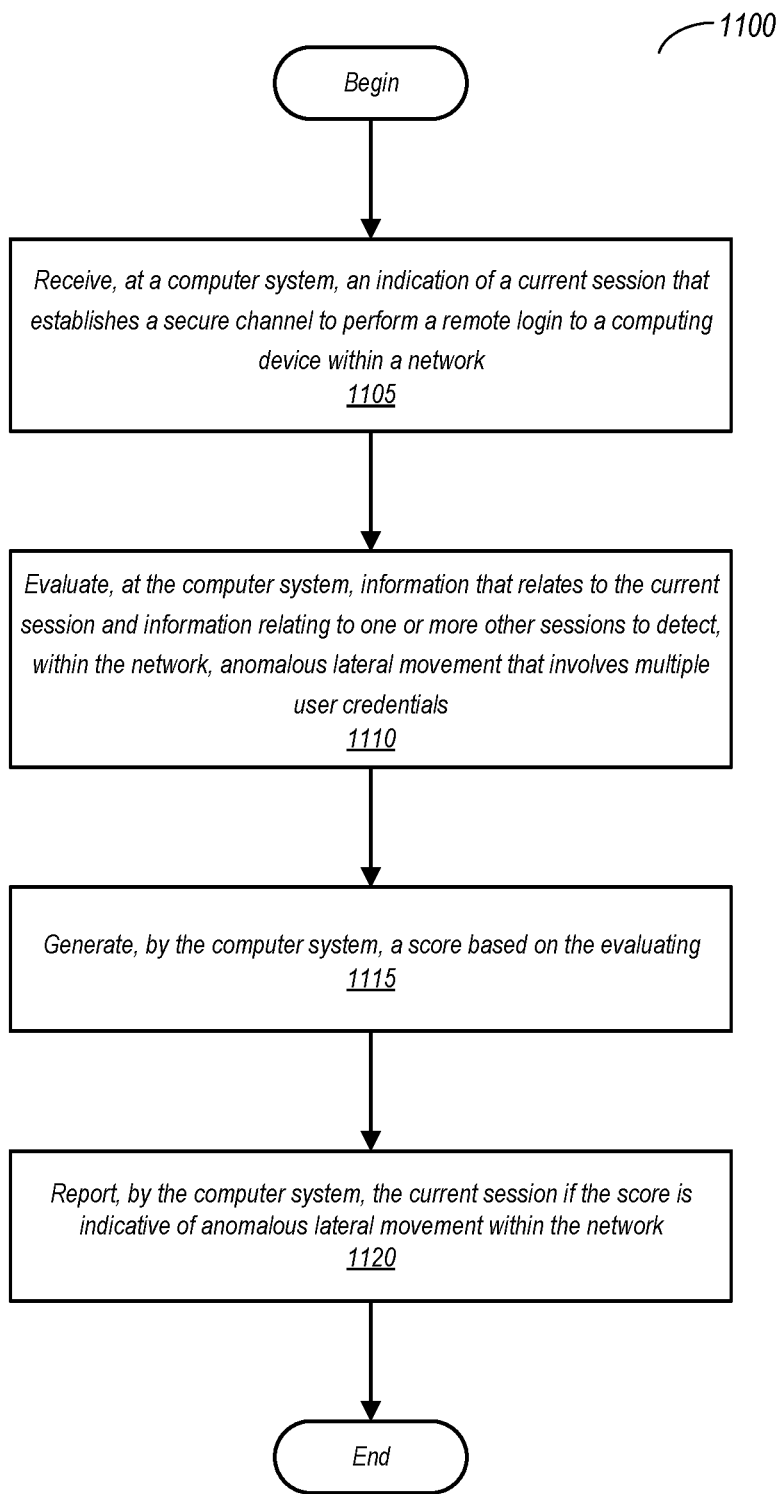 1100
Begin
Receive, at a computer system, an indication of a current session that
establishes a secure channel to perform a remote login to a computing
device within a network
1105
Evaluate, at the computer system, information that relates to the current
session and information relating to one or more other sessions to detect,
within the network, anomalous lateral movement that involves multiple
user credentials
1110
Generate, by the computer system, a score based on the evaluating
1115
Report, by the computer system, the current session if the score is
indicative of anomalous lateral movement within the network
1120
End